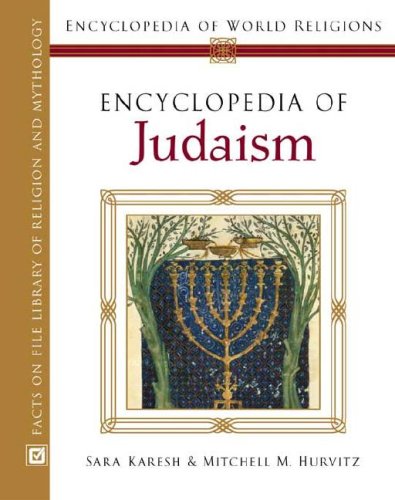 ENCYCLOPEDIA OF WORLD RELIGIONS
ENCYCLOPEDIA OF
Judaism
SARA KARESH & MITCHELL M. HURVITZ
FACTS ON FILE LIBRARY OF RELIGION AND MYTHOLOGY